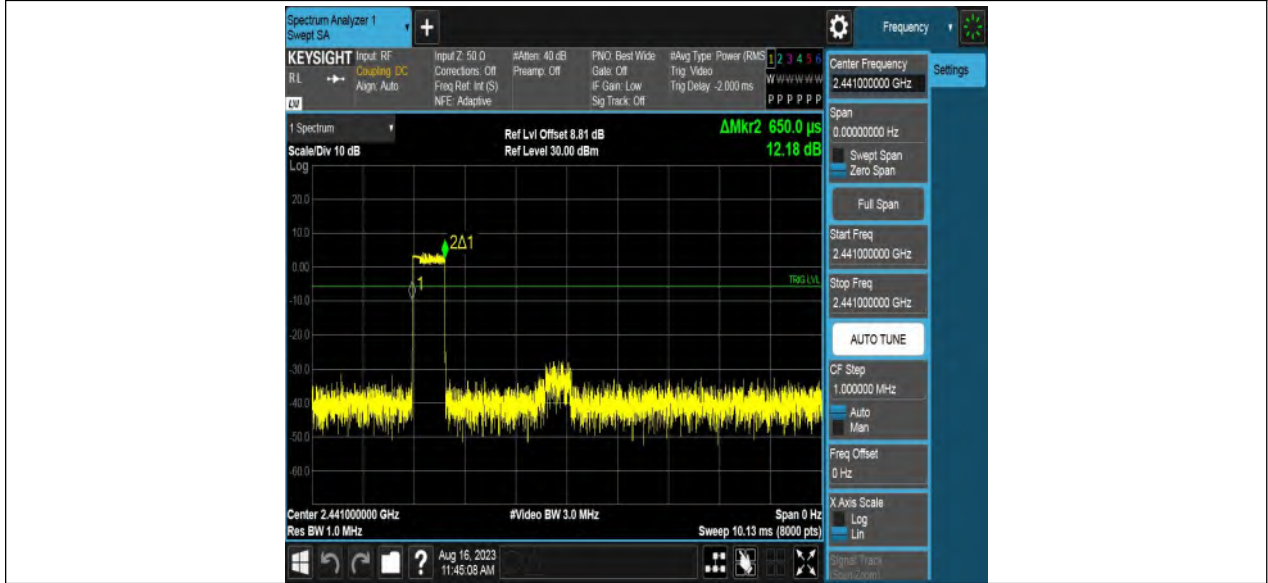 Spectrum Analyzer 1
Swept SA
+
Frequency
KEYSIGHT
RL
LXI
Input: RF
Coupling: DC
Align: Auto
Input Z: 50 Ω
Corrections: Off
Freq Ref: Int (S)
NFE: Adaptive
#Atten: 40 dB
Preamp: Off
PNO: Best Wide
Gate: Off
IF Gain: Low
Sig Track: Off
#Avg Type: Power (RMS
Trig: Video
Trig Delay: -2.000 ms
1 2 3 4 5 6
W W W W W W
P P P P P P
1 Spectrum
Scale/Div 10 dB
Log
Ref Lvl Offset 8.81 dB
Ref Level 30.00 dBm
ΔMkr2 650.0 µs
12.18 dB
20.0
10.0
0.00
-10.0
-20.0
-30.0
-40.0
-50.0
-60.0
2Δ1
1
TRIG LVL
Center 2.441000000 GHz
Res BW 1.0 MHz
#Video BW 3.0 MHz
Span 0 Hz
Sweep 10.13 ms (8000 pts)
?
Aug 16, 2023
11:45:08 AM
Center Frequency
2.441000000 GHz
Settings
Span
0.00000000 Hz
Swept Span
Zero Span
Full Span
Start Freq
2.441000000 GHz
Stop Freq
2.441000000 GHz
AUTO TUNE
CF Step
1.000000 MHz
Auto
Man
Freq Offset
0 Hz
X Axis Scale
Log
Lin
Signal Track
(Span Zoom)